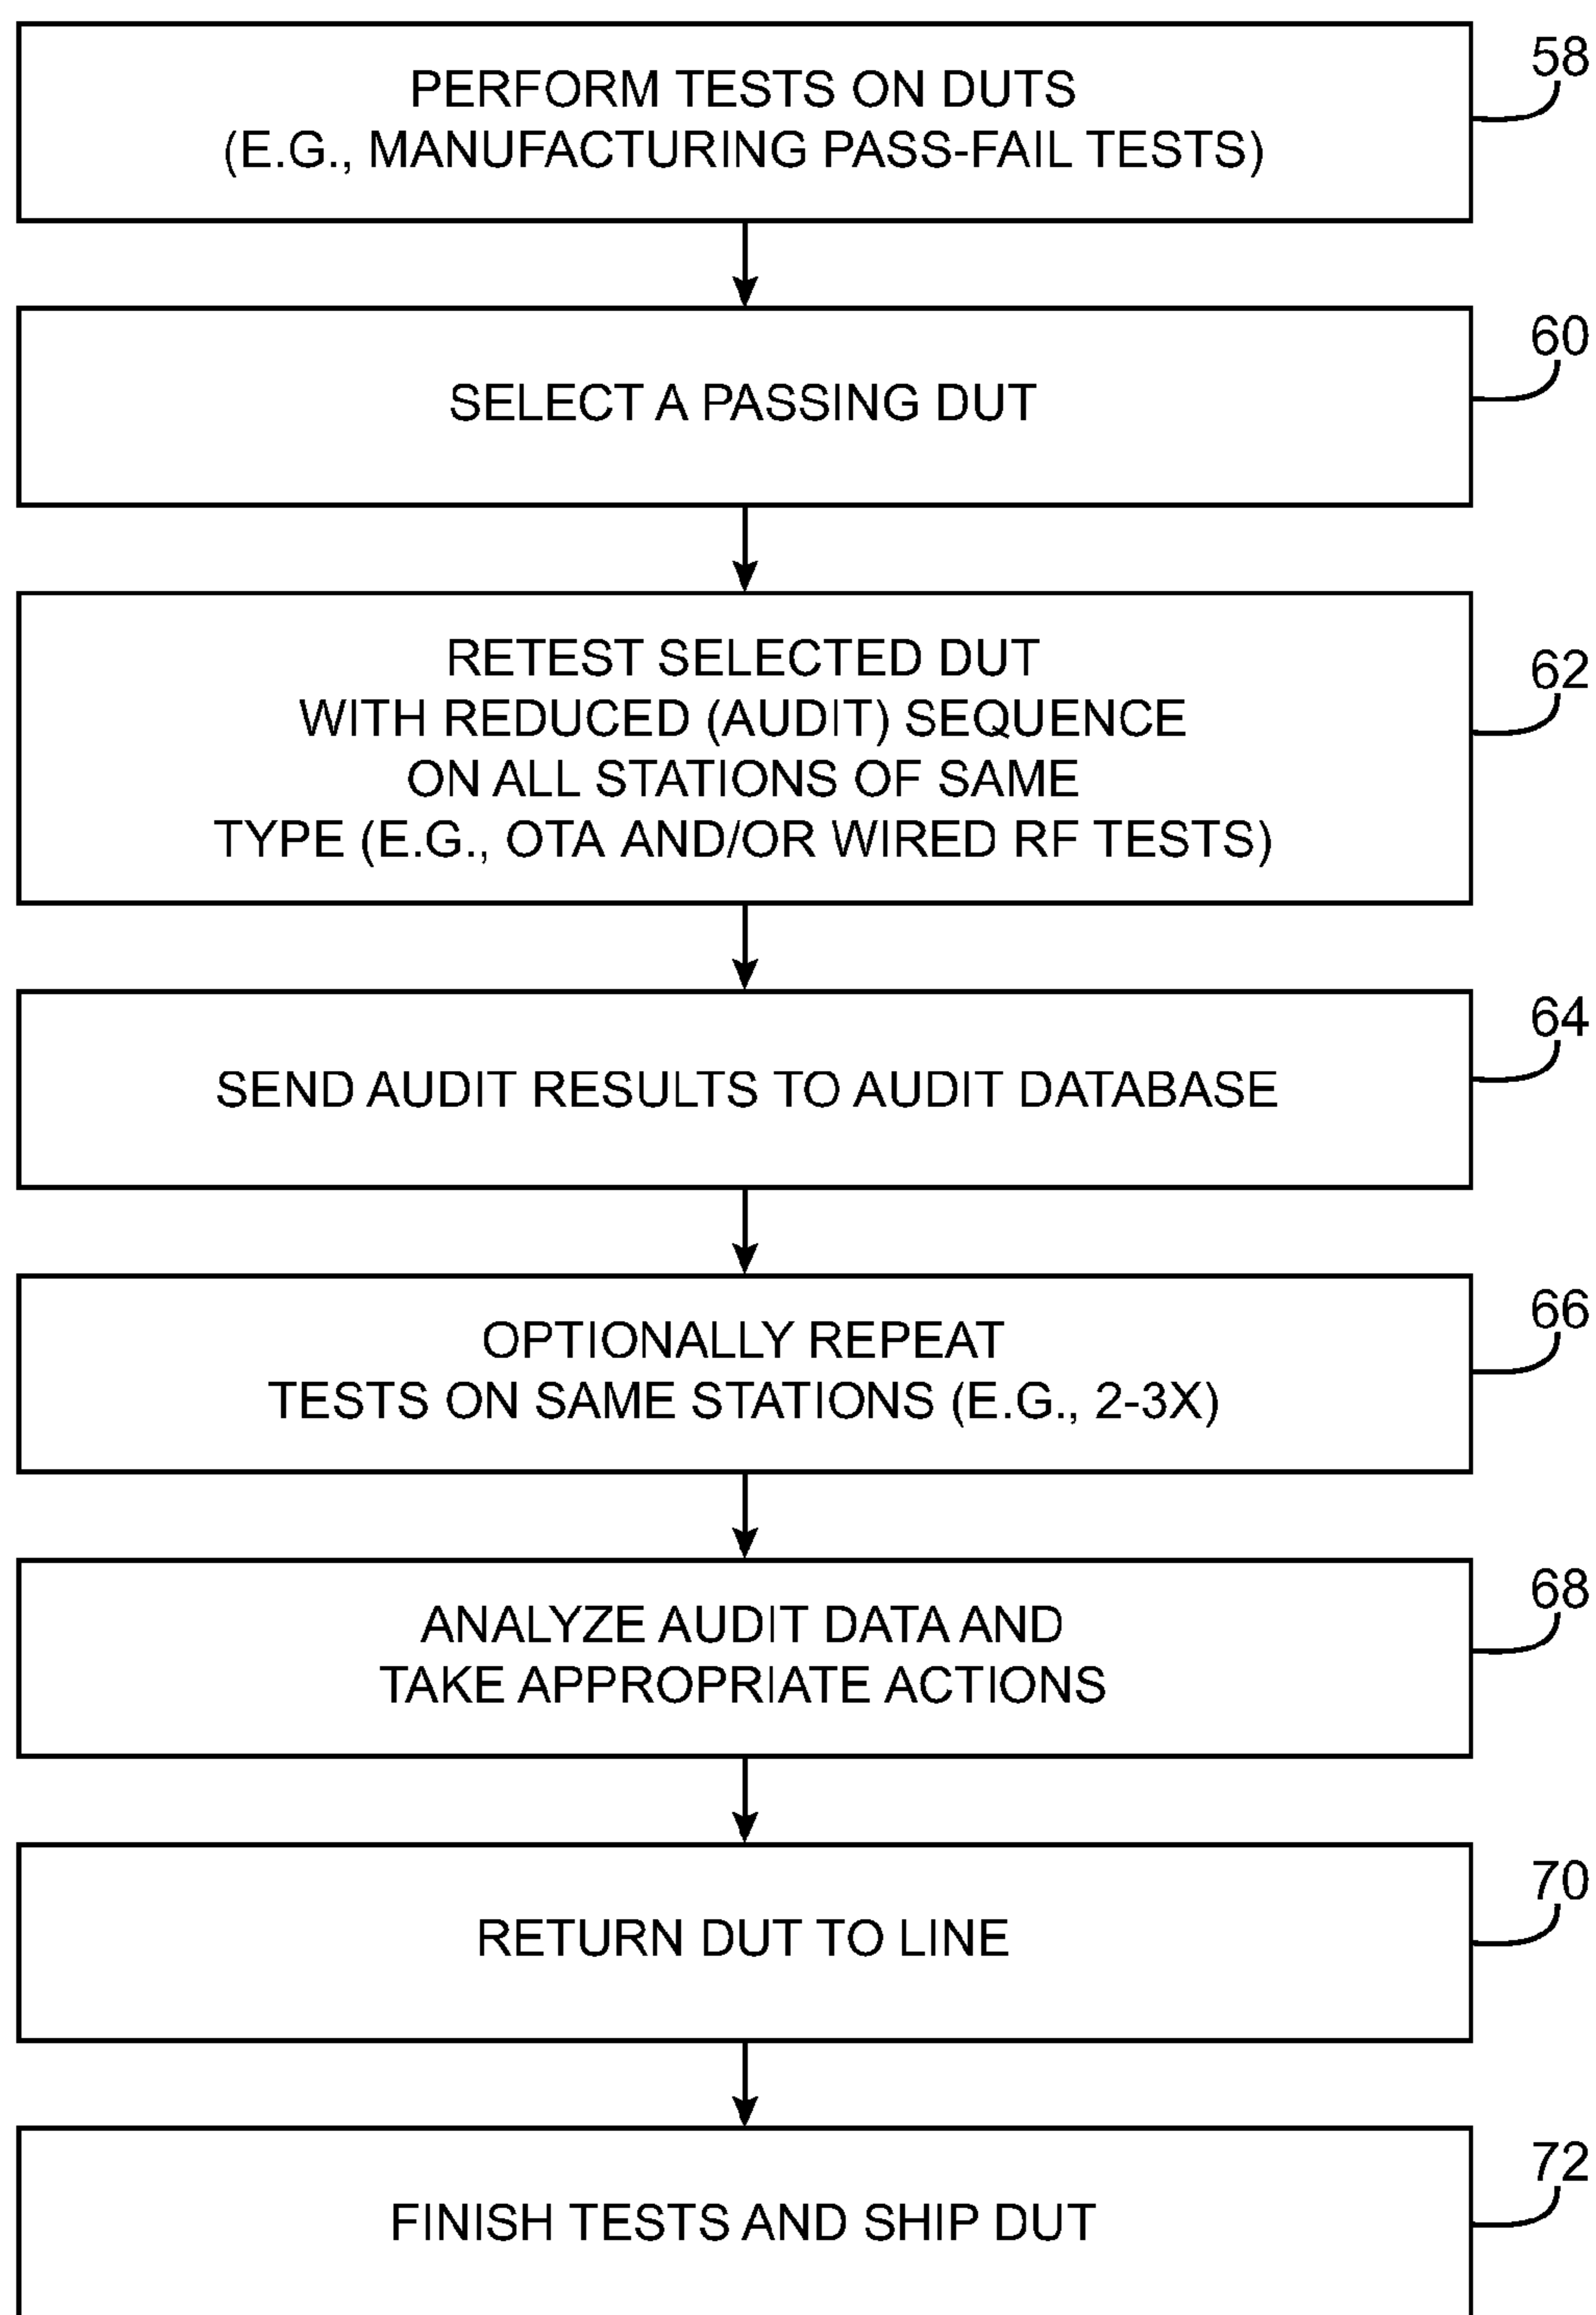 58
PERFORM TESTS ON DUTS
(E.G., MANUFACTURING PASS-FAIL TESTS)
60
SELECT A PASSING DUT
62
RETEST SELECTED DUT
WITH REDUCED (AUDIT) SEQUENCE
ON ALL STATIONS OF SAME
TYPE (E.G., OTA AND/OR WIRED RF TESTS)
64
SEND AUDIT RESULTS TO AUDIT DATABASE
66
OPTIONALLY REPEAT
TESTS ON SAME STATIONS (E.G., 2-3X)
68
ANALYZE AUDIT DATA AND
TAKE APPROPRIATE ACTIONS
70
RETURN DUT TO LINE
72
FINISH TESTS AND SHIP DUT